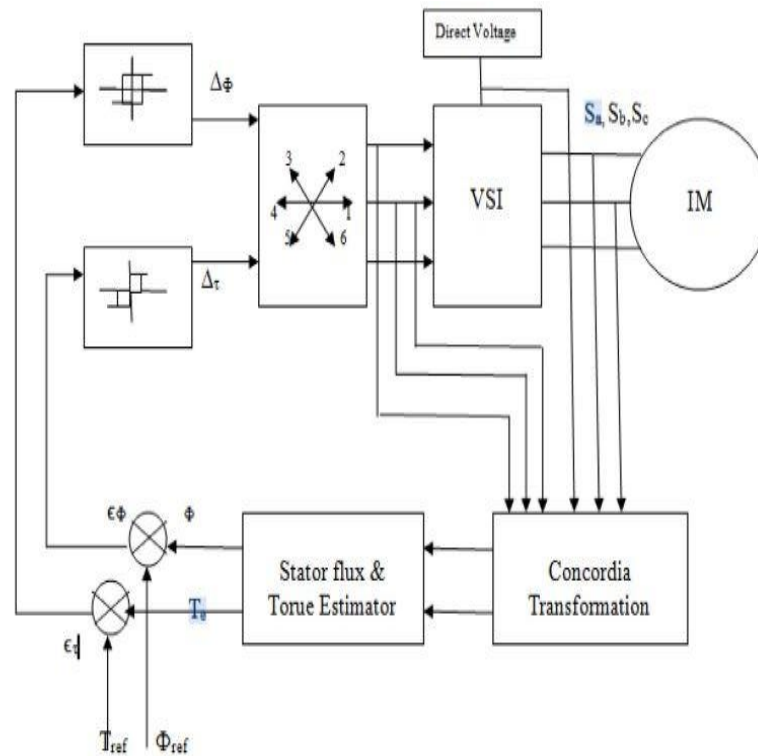 Direct Voltage
ΔΦ
Sa, Sb, Sc
3 2
4 1
5 6
VSI
IM
Δτ
ϵΦ Φ
Stator flux &
Torue Estimator
Concordia
Transformation
Te
ϵτ
Tref Φref